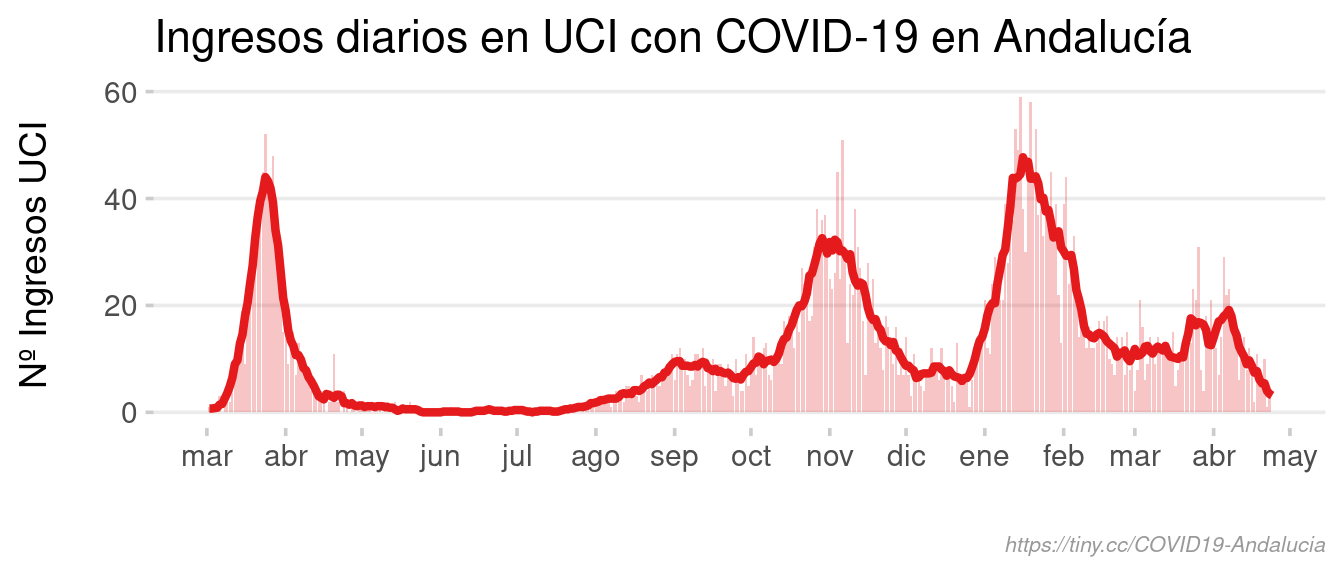 Ingresos diarios en UCI con COVID-19 en Andalucía
Nº Ingresos UCI
60
40
20
0
mar abr may jun jul ago sep oct nov dic ene feb mar abr may
https://tiny.cc/COVID19-Andalucia